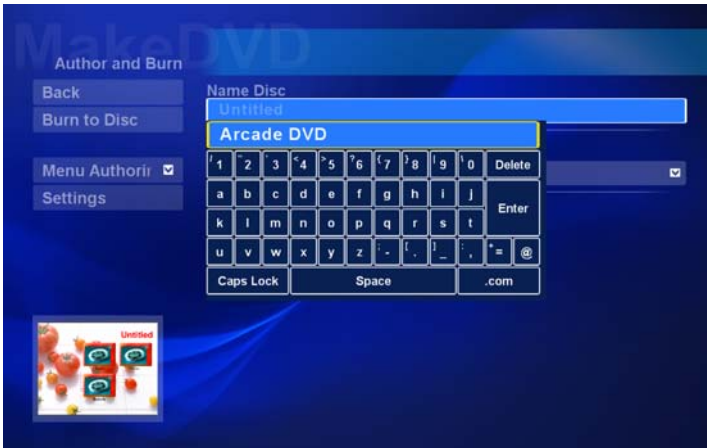 MakeDVD
Author and Burn
Back
Name Disc
Untitled
Burn to Disc
Arcade DVD
1 2 3 <4 >5 ?6 {7 }8 |9 \0 Delete
Menu Authorin
a b c d e f g h i j
Settings
Enter
k l m n o p q r s t
u v w x y z ; - [ . ] _ : , *= @
Caps Lock Space .com
Untitled